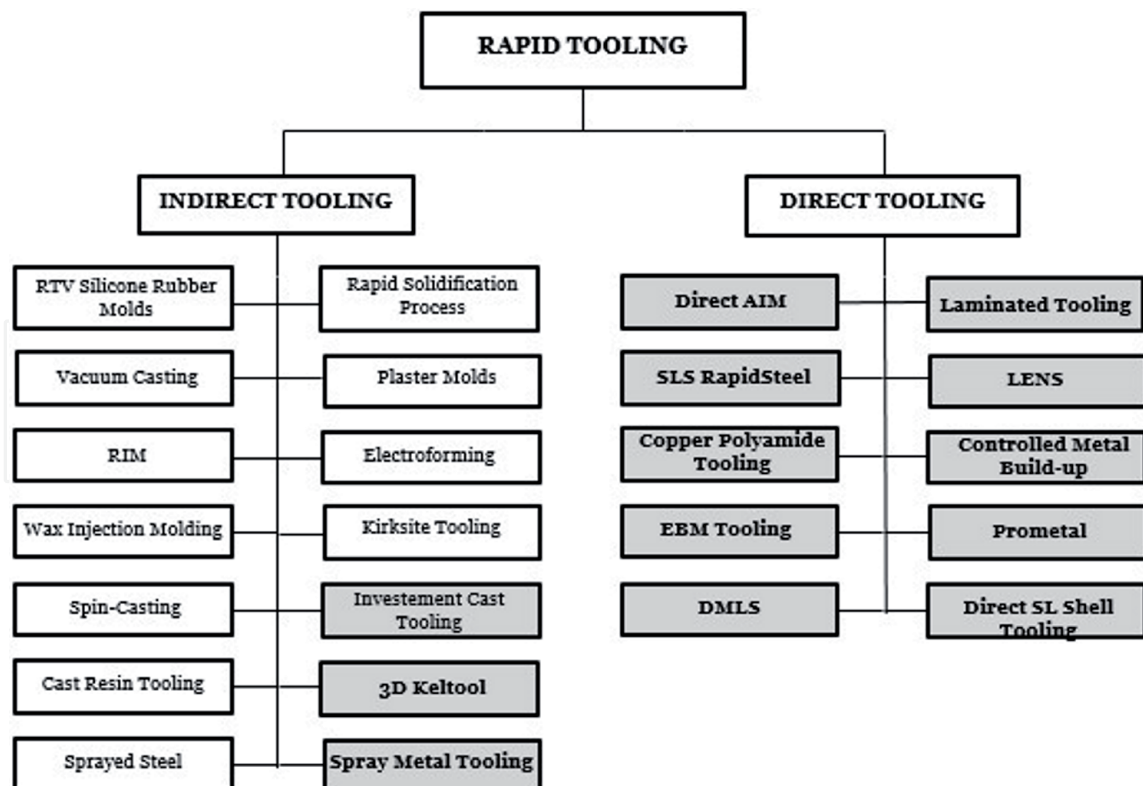 RAPID TOOLING
INDIRECT TOOLING
DIRECT TOOLING
RTV Silicone Rubber
Molds
Rapid Solidification
Process
Vacuum Casting
Plaster Molds
RIM
Electroforming
Wax Injection Molding
Kirksite Tooling
Spin-Casting
Investement Cast
Tooling
Cast Resin Tooling
3D Keltool
Sprayed Steel
Spray Metal Tooling
Direct AIM
Laminated Tooling
SLS RapidSteel
LENS
Copper Polyamide
Tooling
Controlled Metal
Build-up
EBM Tooling
Prometal
DMLS
Direct SL Shell
Tooling